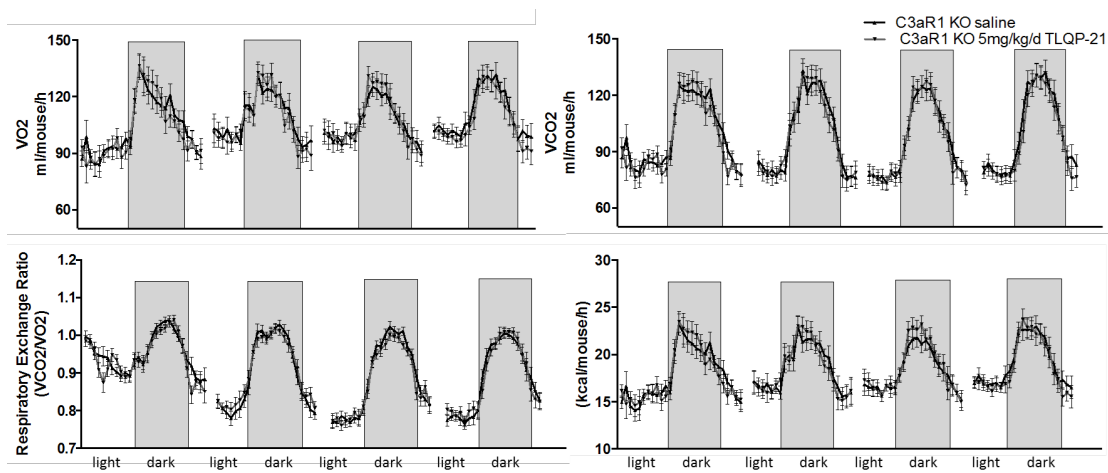 C3aR1 KO saline
C3aR1 KO 5mg/kg/d TLQP-21
150
120
90
60
VO2
ml/mouse/h
150
120
90
60
VCO2
ml/mouse/h
1.2
1.1
1.0
0.9
0.8
0.7
Respiratory Exchange Ratio
(VCO2/VO2)
light dark light dark light dark light dark
30
25
20
15
10
(kcal/mouse/h)
light dark light dark light dark light dark